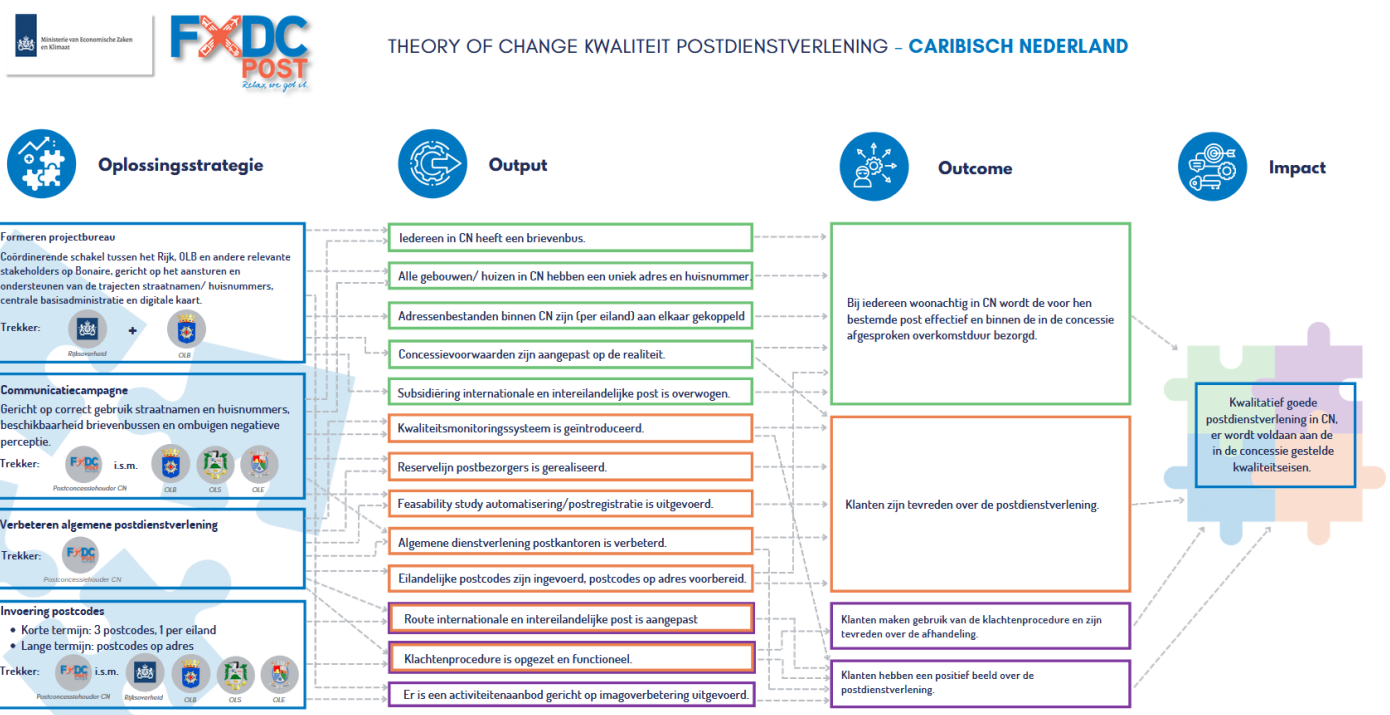 Ministerie van Economische Zaken
en Klimaat
FXDC
POST
Relax, we got it.
THEORY OF CHANGE KWALITEIT POSTDIENSTVERLENING - CARIBISCH NEDERLAND
Oplossingsstrategie
Output
Outcome
Impact
Formeren projectbureau
Coördinerende schakel tussen het Rijk, OLB en andere relevante
stakeholders op Bonaire, gericht op het aansturen en
ondersteunen van de trajecten straatnamen/ huisnummers,
centrale basisadministratie en digitale kaart.
Trekker:
+
Rijksoverheid
OLB
Communicatiecampagne
Gericht op correct gebruik straatnamen en huisnummers,
beschikbaarheid brievenbussen en ombuigen negatieve
perceptie.
Trekker:
FXDC
POST
i.s.m.
Postconcessiehouder CN
OLB
OLS
OLE
Verbeteren algemene postdienstverlening
Trekker:
FXDC
POST
Postconcessiehouder CN
Invoering postcodes
• Korte termijn: 3 postcodes, 1 per eiland
• Lange termijn: postcodes op adres
Trekker:
FXDC
POST
i.s.m.
Postconcessiehouder CN
Rijksoverheid
OLB
OLS
OLE
Iedereen in CN heeft een brievenbus.
Alle gebouwen/ huizen in CN hebben een uniek adres en huisnummer.
Adressenbestanden binnen CN zijn (per eiland) aan elkaar gekoppeld
Concessievoorwaarden zijn aangepast op de realiteit.
Subsidiëring internationale en intereilandelijke post is overwogen.
Kwaliteitsmonitoringssysteem is geïntroduceerd.
Reservelijn postbezorgers is gerealiseerd.
Feasability study automatisering/postregistratie is uitgevoerd.
Algemene dienstverlening postkantoren is verbeterd.
Eilandelijke postcodes zijn ingevoerd, postcodes op adres voorbereid.
Route internationale en intereilandelijke post is aangepast
Klachtenprocedure is opgezet en functioneel.
Er is een activiteitenaanbod gericht op imagoverbetering uitgevoerd.
Bij iedereen woonachtig in CN wordt de voor hen
bestemde post effectief en binnen de in de concessie
afgesproken overkomstduur bezorgd.
Klanten zijn tevreden over de postdienstverlening.
Klanten maken gebruik van de klachtenprocedure en zijn
tevreden over de afhandeling.
Klanten hebben een positief beeld over de
postdienstverlening.
Kwalitatief goede
postdienstverlening in CN,
er wordt voldaan aan de
in de concessie gestelde
kwaliteitseisen.